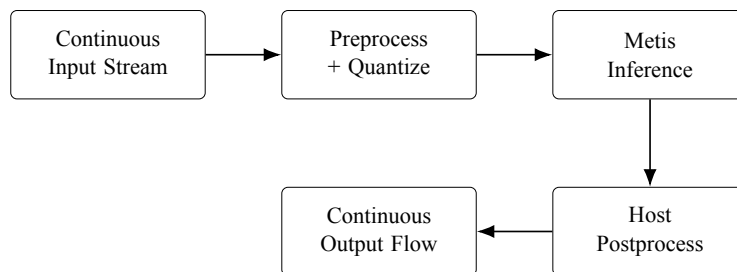 Continuous
Input Stream
Preprocess
+ Quantize
Metis
Inference
Host
Postprocess
Continuous
Output Flow